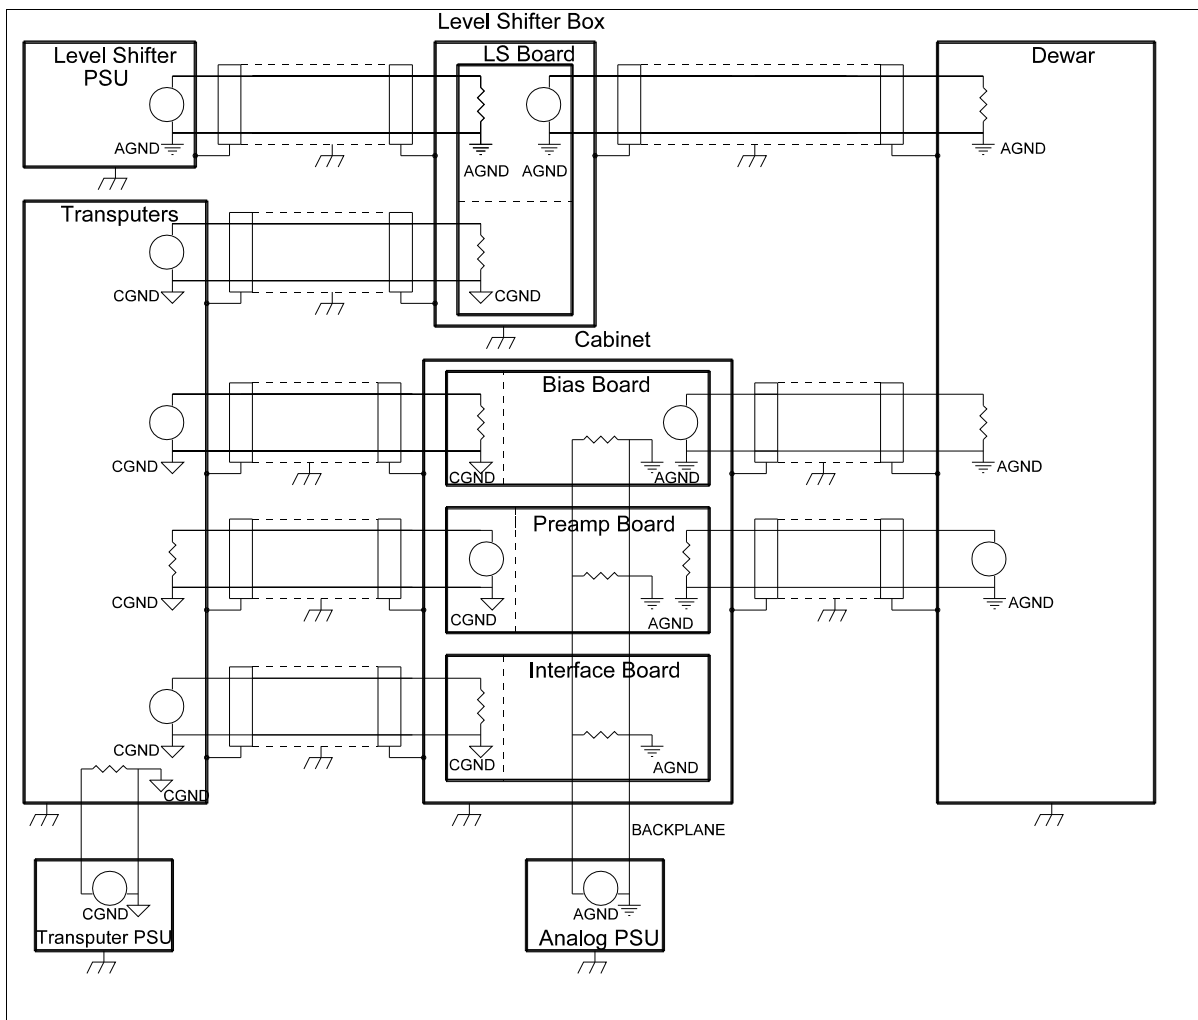 Level Shifter Box
Level Shifter
PSU
LS Board
Dewar
AGND
AGND
AGND
AGND
Transputers
CGND
CGND
Cabinet
Bias Board
CGND
CGND
AGND
AGND
Preamp Board
CGND
CGND
AGND
AGND
Interface Board
CGND
CGND
AGND
CGND
BACKPLANE
CGND
Transputer PSU
AGND
Analog PSU